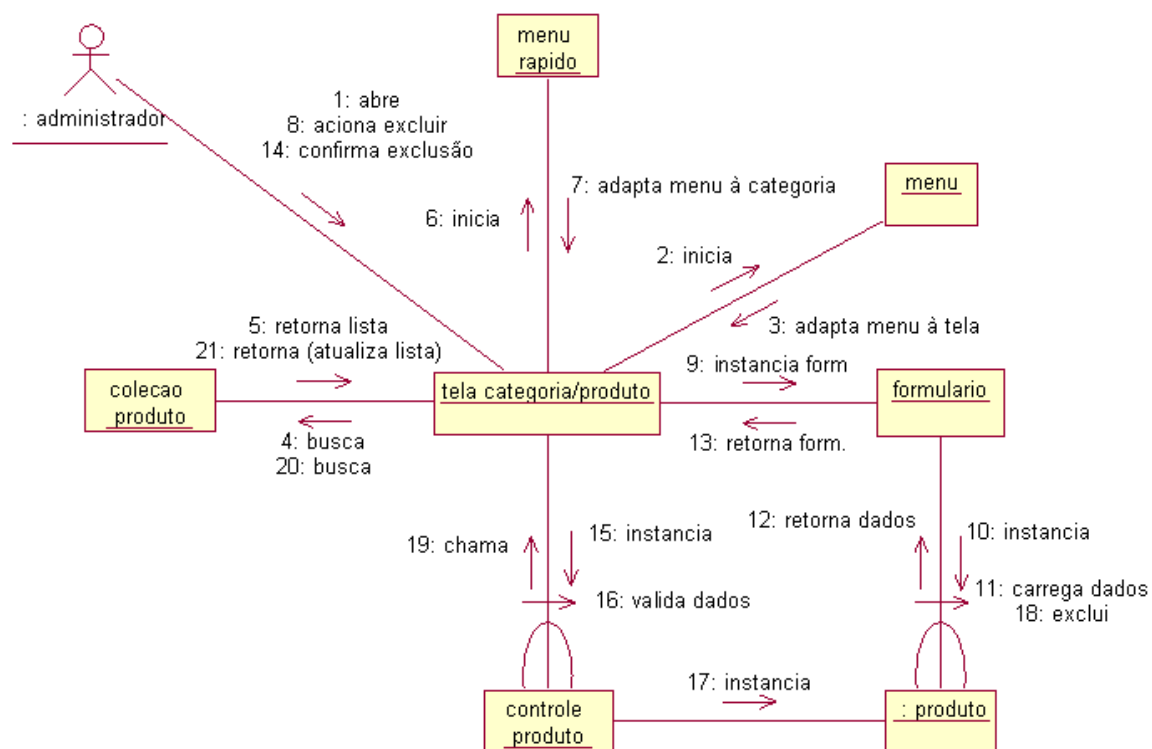 menu
rapido
: administrador
1: abre
8: aciona excluir
14: confirma exclusão
menu
7: adapta menu à categoria
6: inicia
2: inicia
3: adapta menu à tela
5: retorna lista
21: retorna (atualiza lista)
9: instancia form
colecao
produto
tela categoria/produto
formulario
4: busca
20: busca
13: retorna form.
12: retorna dados
10: instancia
19: chama
15: instancia
11: carrega dados
18: exclui
16: valida dados
17: instancia
controle
produto
: produto